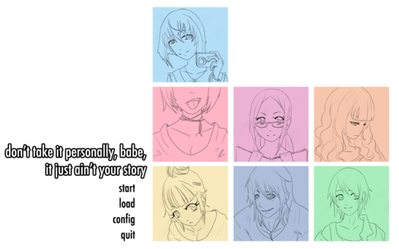 don't take it personally, babe,
it just ain't your story
start
load
config
quit